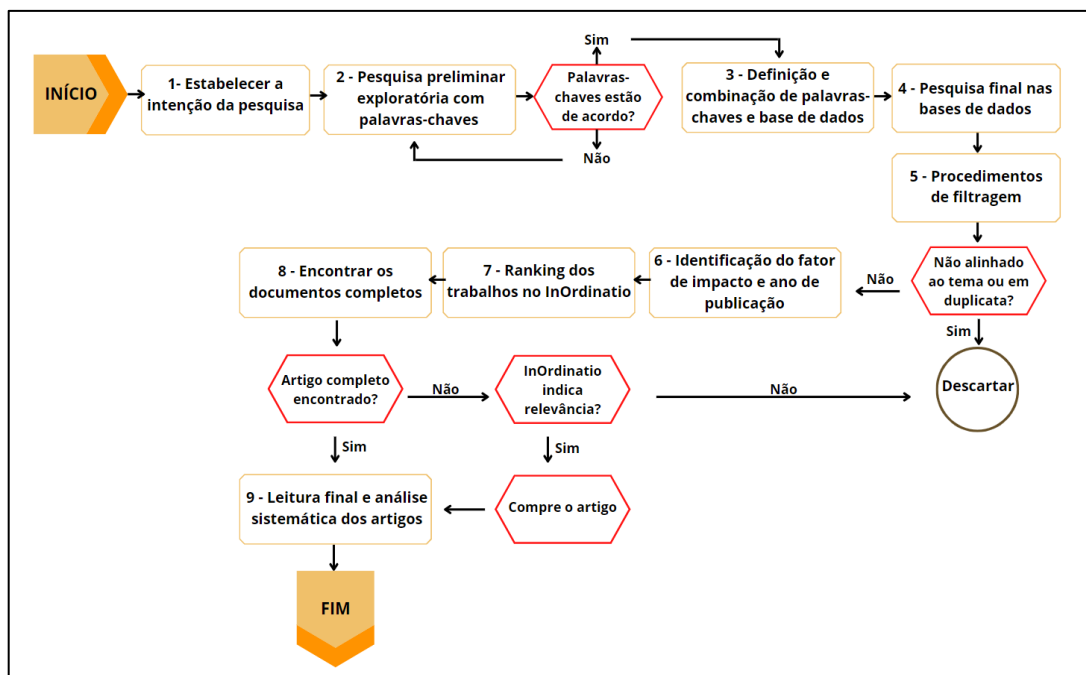 INÍCIO
1- Estabelecer a
intenção da pesquisa
2 - Pesquisa preliminar
exploratória com
palavras-chaves
Palavras-
chaves estão
de acordo?
Sim
Não
3 - Definição e
combinação de palavras-
chaves e base de dados
4 - Pesquisa final nas
bases de dados
5 - Procedimentos
de filtragem
Não alinhado
ao tema ou em
duplicata?
Não
Sim
Descartar
6 - Identificação do fator
de impacto e ano de
publicação
7 - Ranking dos
trabalhos no InOrdinatio
8 - Encontrar os
documentos completos
Artigo completo
encontrado?
Não
Sim
InOrdinatio
indica
relevância?
Não
Sim
Compre o artigo
9 - Leitura final e análise
sistemática dos artigos
FIM